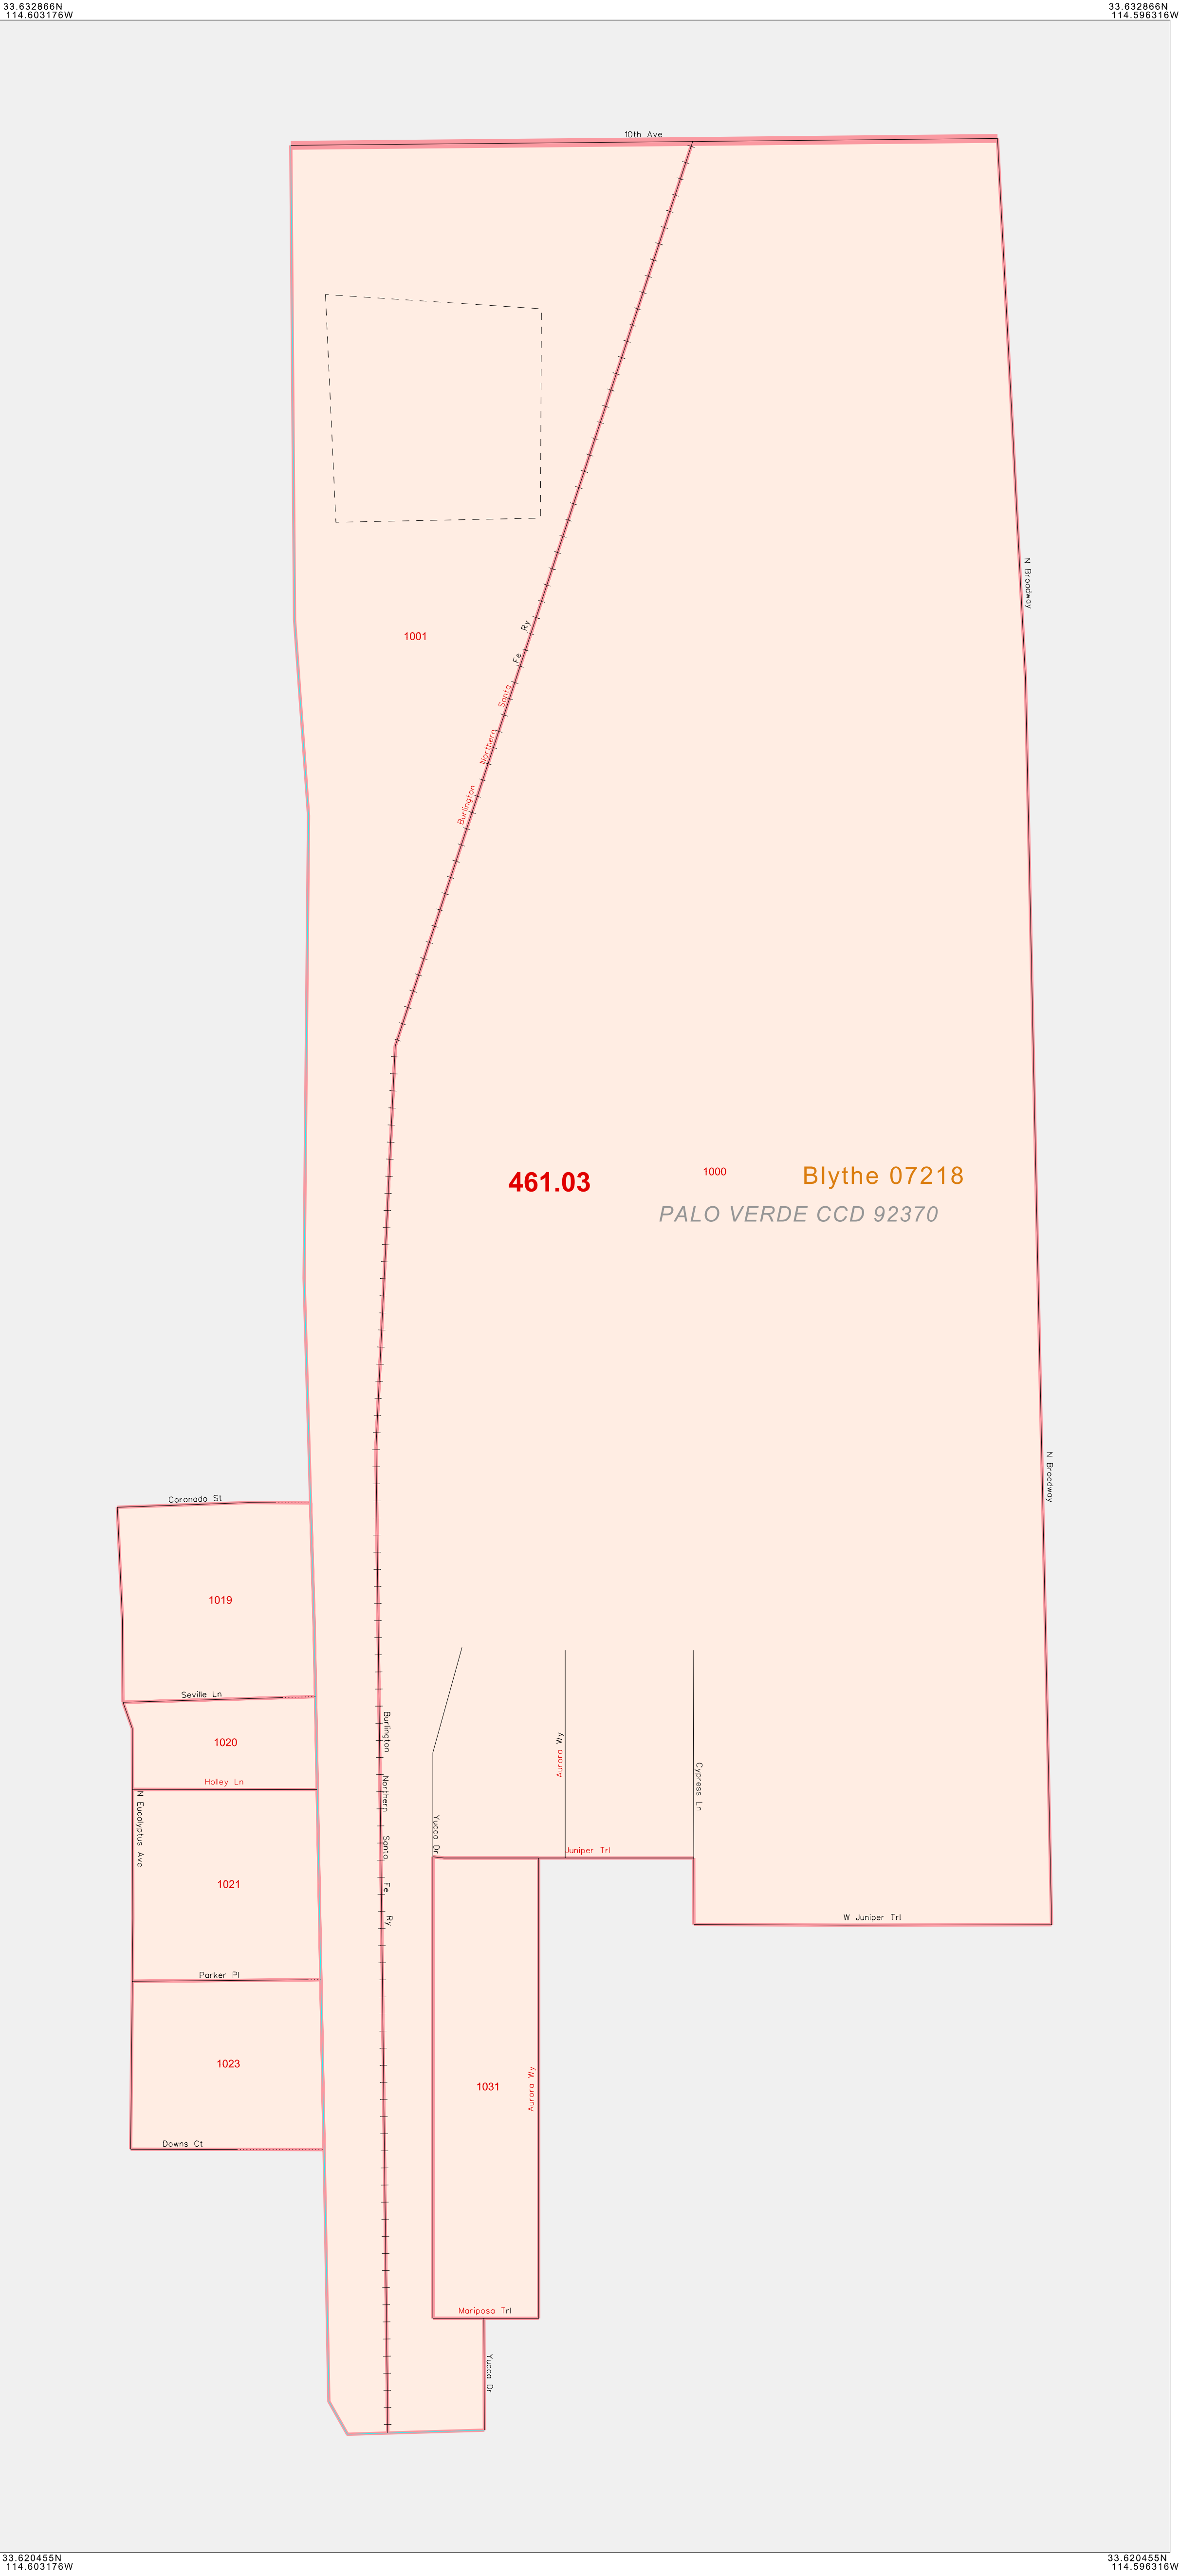 33.632866N
114.603176W
33.632866N
114.596316W
10th Ave
N Broadway
1001
Burlington Northern Santa Fe Ry
461.03
1000
Blythe 07218
PALO VERDE CCD 92370
N Broadway
Coronado St
1019
Seville Ln
1020
Holley Ln
N Eucalyptus Ave
1021
Parker Pl
1023
Downs Ct
Burlington Northern Santa Fe Ry
Yucca Dr
Aurora Wy
Cypress Ln
Juniper Trl
W Juniper Trl
1031
Aurora Wy
Mariposa Trl
Yucca Dr
33.620455N
114.603176W
33.620455N
114.596316W